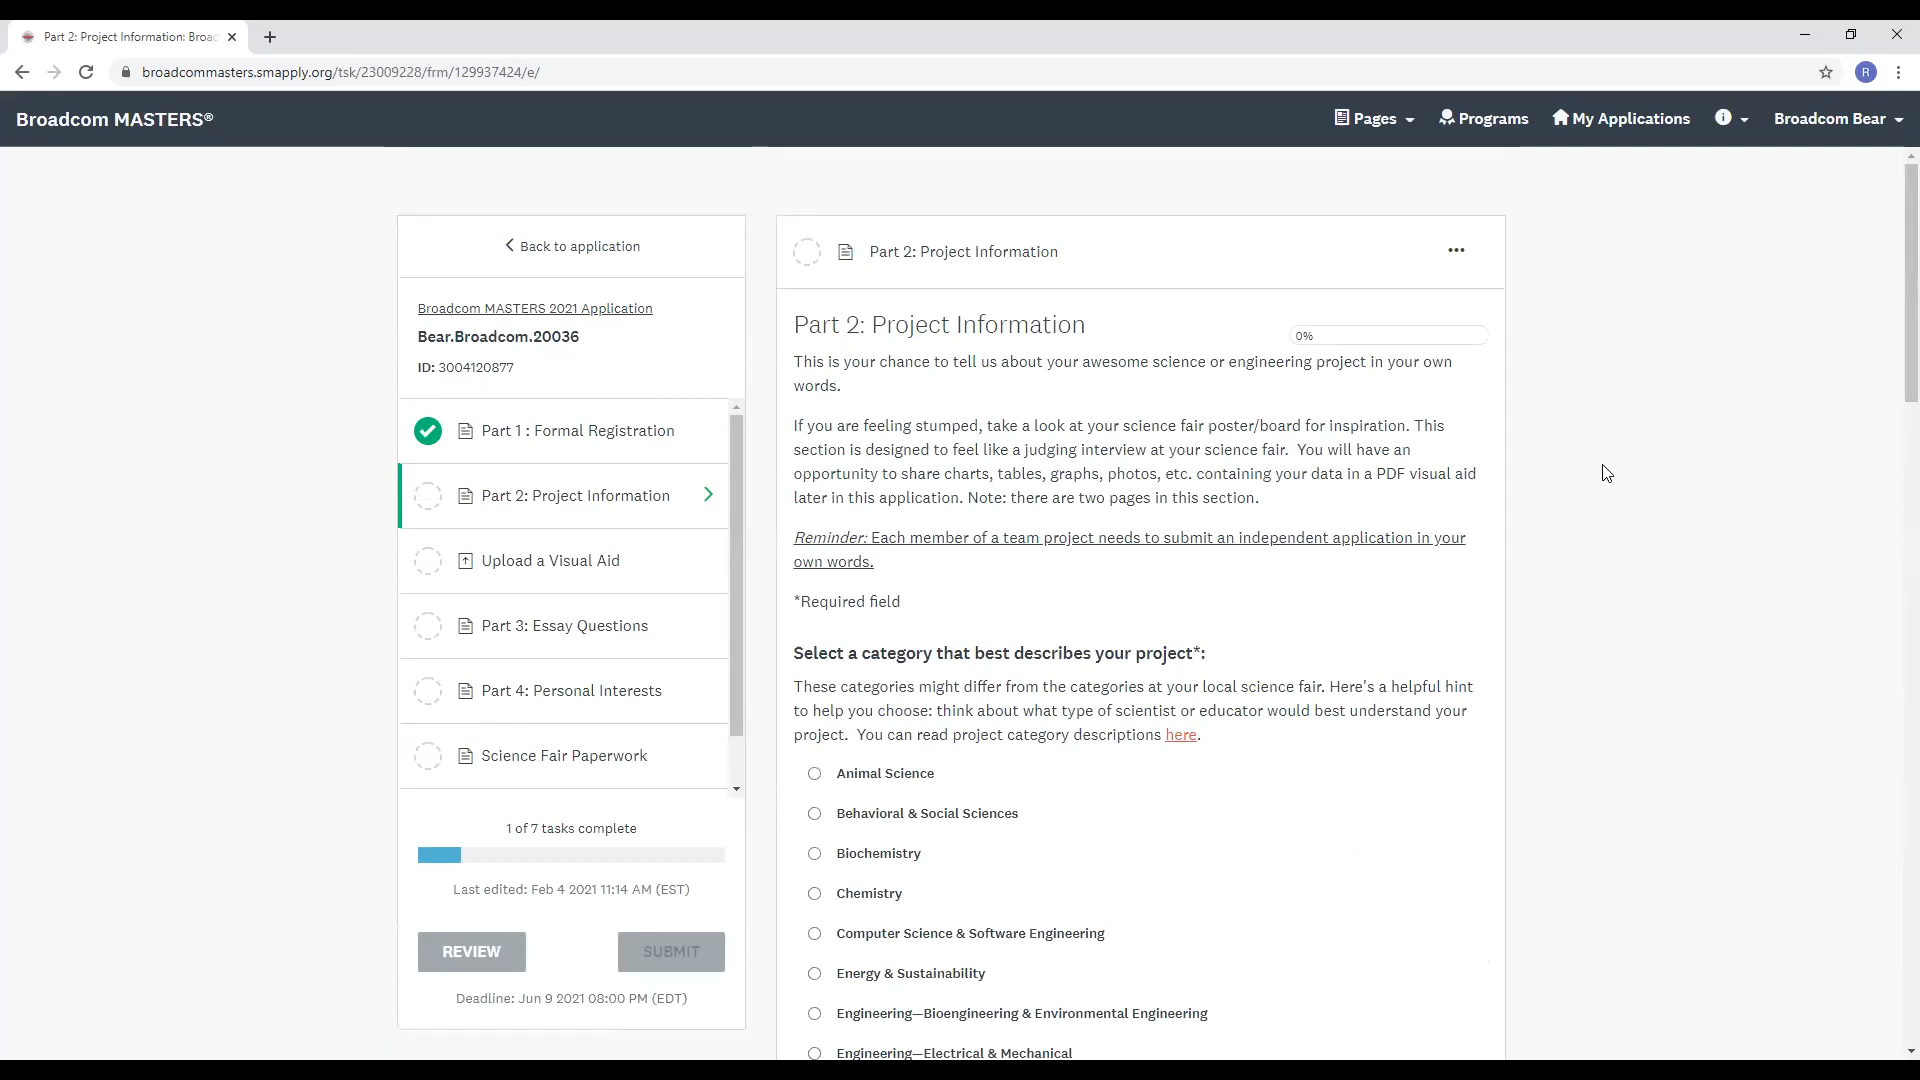 Part 2: Project Information: Broad
broadcommasters.smapply.org/tsk/23009228/frm/129937424/e/
R
Broadcom MASTERS®
Pages
Programs
My Applications
Broadcom Bear
Back to application
Broadcom MASTERS 2021 Application
Bear.Broadcom.20036
ID: 3004120877
Part 1 : Formal Registration
Part 2: Project Information
Upload a Visual Aid
Part 3: Essay Questions
Part 4: Personal Interests
Science Fair Paperwork
1 of 7 tasks complete
Last edited: Feb 4 2021 11:14 AM (EST)
REVIEW
SUBMIT
Deadline: Jun 9 2021 08:00 PM (EDT)
Part 2: Project Information
Part 2: Project Information
0%
This is your chance to tell us about your awesome science or engineering project in your own
words.
If you are feeling stumped, take a look at your science fair poster/board for inspiration. This
section is designed to feel like a judging interview at your science fair.  You will have an
opportunity to share charts, tables, graphs, photos, etc. containing your data in a PDF visual aid
later in this application. Note: there are two pages in this section.
Reminder: Each member of a team project needs to submit an independent application in your
own words.
*Required field
Select a category that best describes your project*:
These categories might differ from the categories at your local science fair. Here's a helpful hint
to help you choose: think about what type of scientist or educator would best understand your
project.  You can read project category descriptions here.
Animal Science
Behavioral & Social Sciences
Biochemistry
Chemistry
Computer Science & Software Engineering
Energy & Sustainability
Engineering—Bioengineering & Environmental Engineering
Engineering—Electrical & Mechanical